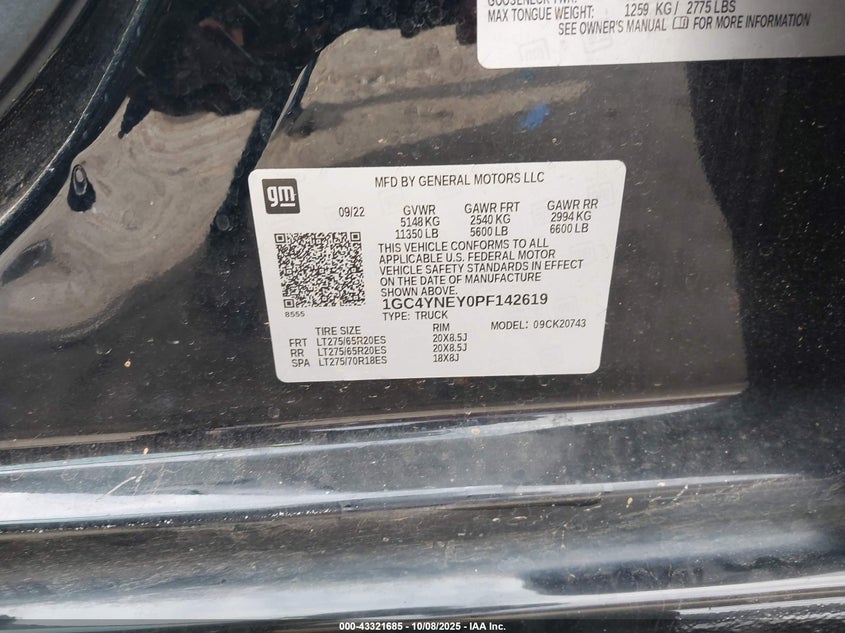 MAX TONGUE WEIGHT: 1259 KG / 2775 LBS
SEE OWNER'S MANUAL FOR MORE INFORMATION
gm
MFD BY GENERAL MOTORS LLC
09/22 GVWR GAWR FRT GAWR RR
5148 KG 2540 KG 2994 KG
11350 LB 5600 LB 6600 LB
THIS VEHICLE CONFORMS TO ALL
APPLICABLE U.S. FEDERAL MOTOR
VEHICLE SAFETY STANDARDS IN EFFECT
ON THE DATE OF MANUFACTURE
SHOWN ABOVE.
8555
1GC4YNEY0PF142619
TYPE: TRUCK
MODEL: 09CK20743
TIRE SIZE RIM
FRT LT275/65R20ES 20X8.5J
RR LT275/65R20ES 20X8.5J
SPA LT275/70R18ES 18X8J
000-43321685 - 10/08/2025 - IAA Inc.